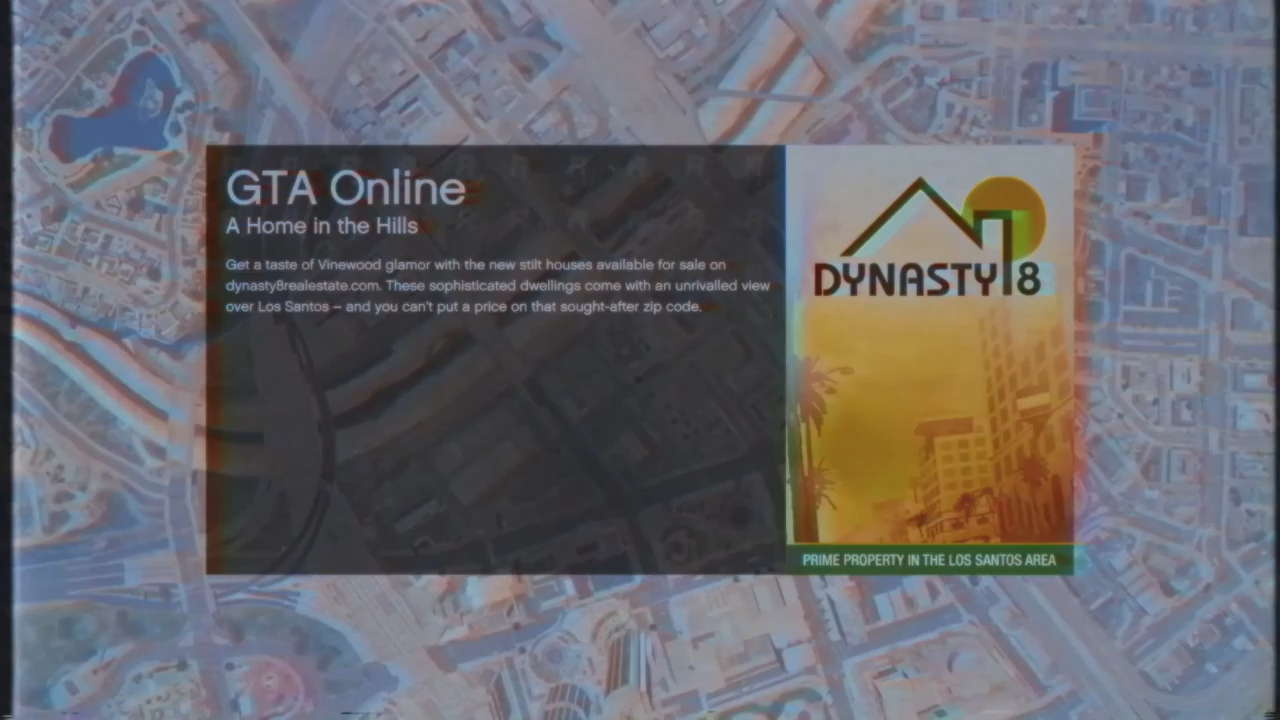 GTA Online
A Home in the Hills
Get a taste of Vinewood glamor with the new stilt houses available for sale on
dynasty8realestate.com. These sophisticated dwellings come with an unrivalled view
over Los Santos – and you can't put a price on that sought-after zip code.
DYNASTY 8
PRIME PROPERTY IN THE LOS SANTOS AREA